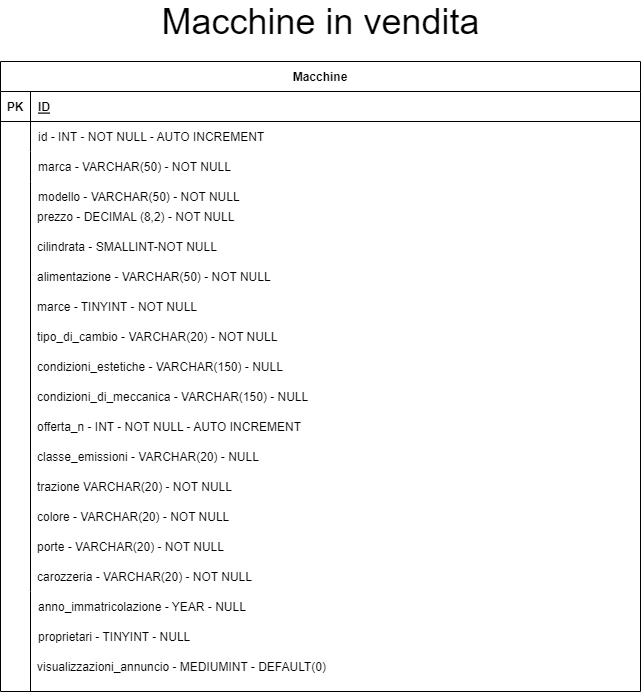 Macchine in vendita
Macchine
PK ID
id - INT - NOT NULL - AUTO INCREMENT
marca - VARCHAR(50) - NOT NULL
modello - VARCHAR(50) - NOT NULL
prezzo - DECIMAL (8,2) - NOT NULL
cilindrata - SMALLINT-NOT NULL
alimentazione - VARCHAR(50) - NOT NULL
marce - TINYINT - NOT NULL
tipo_di_cambio - VARCHAR(20) - NOT NULL
condizioni_estetiche - VARCHAR(150) - NULL
condizioni_di_meccanica - VARCHAR(150) - NULL
offerta_n - INT - NOT NULL - AUTO INCREMENT
classe_emissioni - VARCHAR(20) - NULL
trazione VARCHAR(20) - NOT NULL
colore - VARCHAR(20) - NOT NULL
porte - VARCHAR(20) - NOT NULL
carozzeria - VARCHAR(20) - NOT NULL
anno_immatricolazione - YEAR - NULL
proprietari - TINYINT - NULL
visualizzazioni_annuncio - MEDIUMINT - DEFAULT(0)